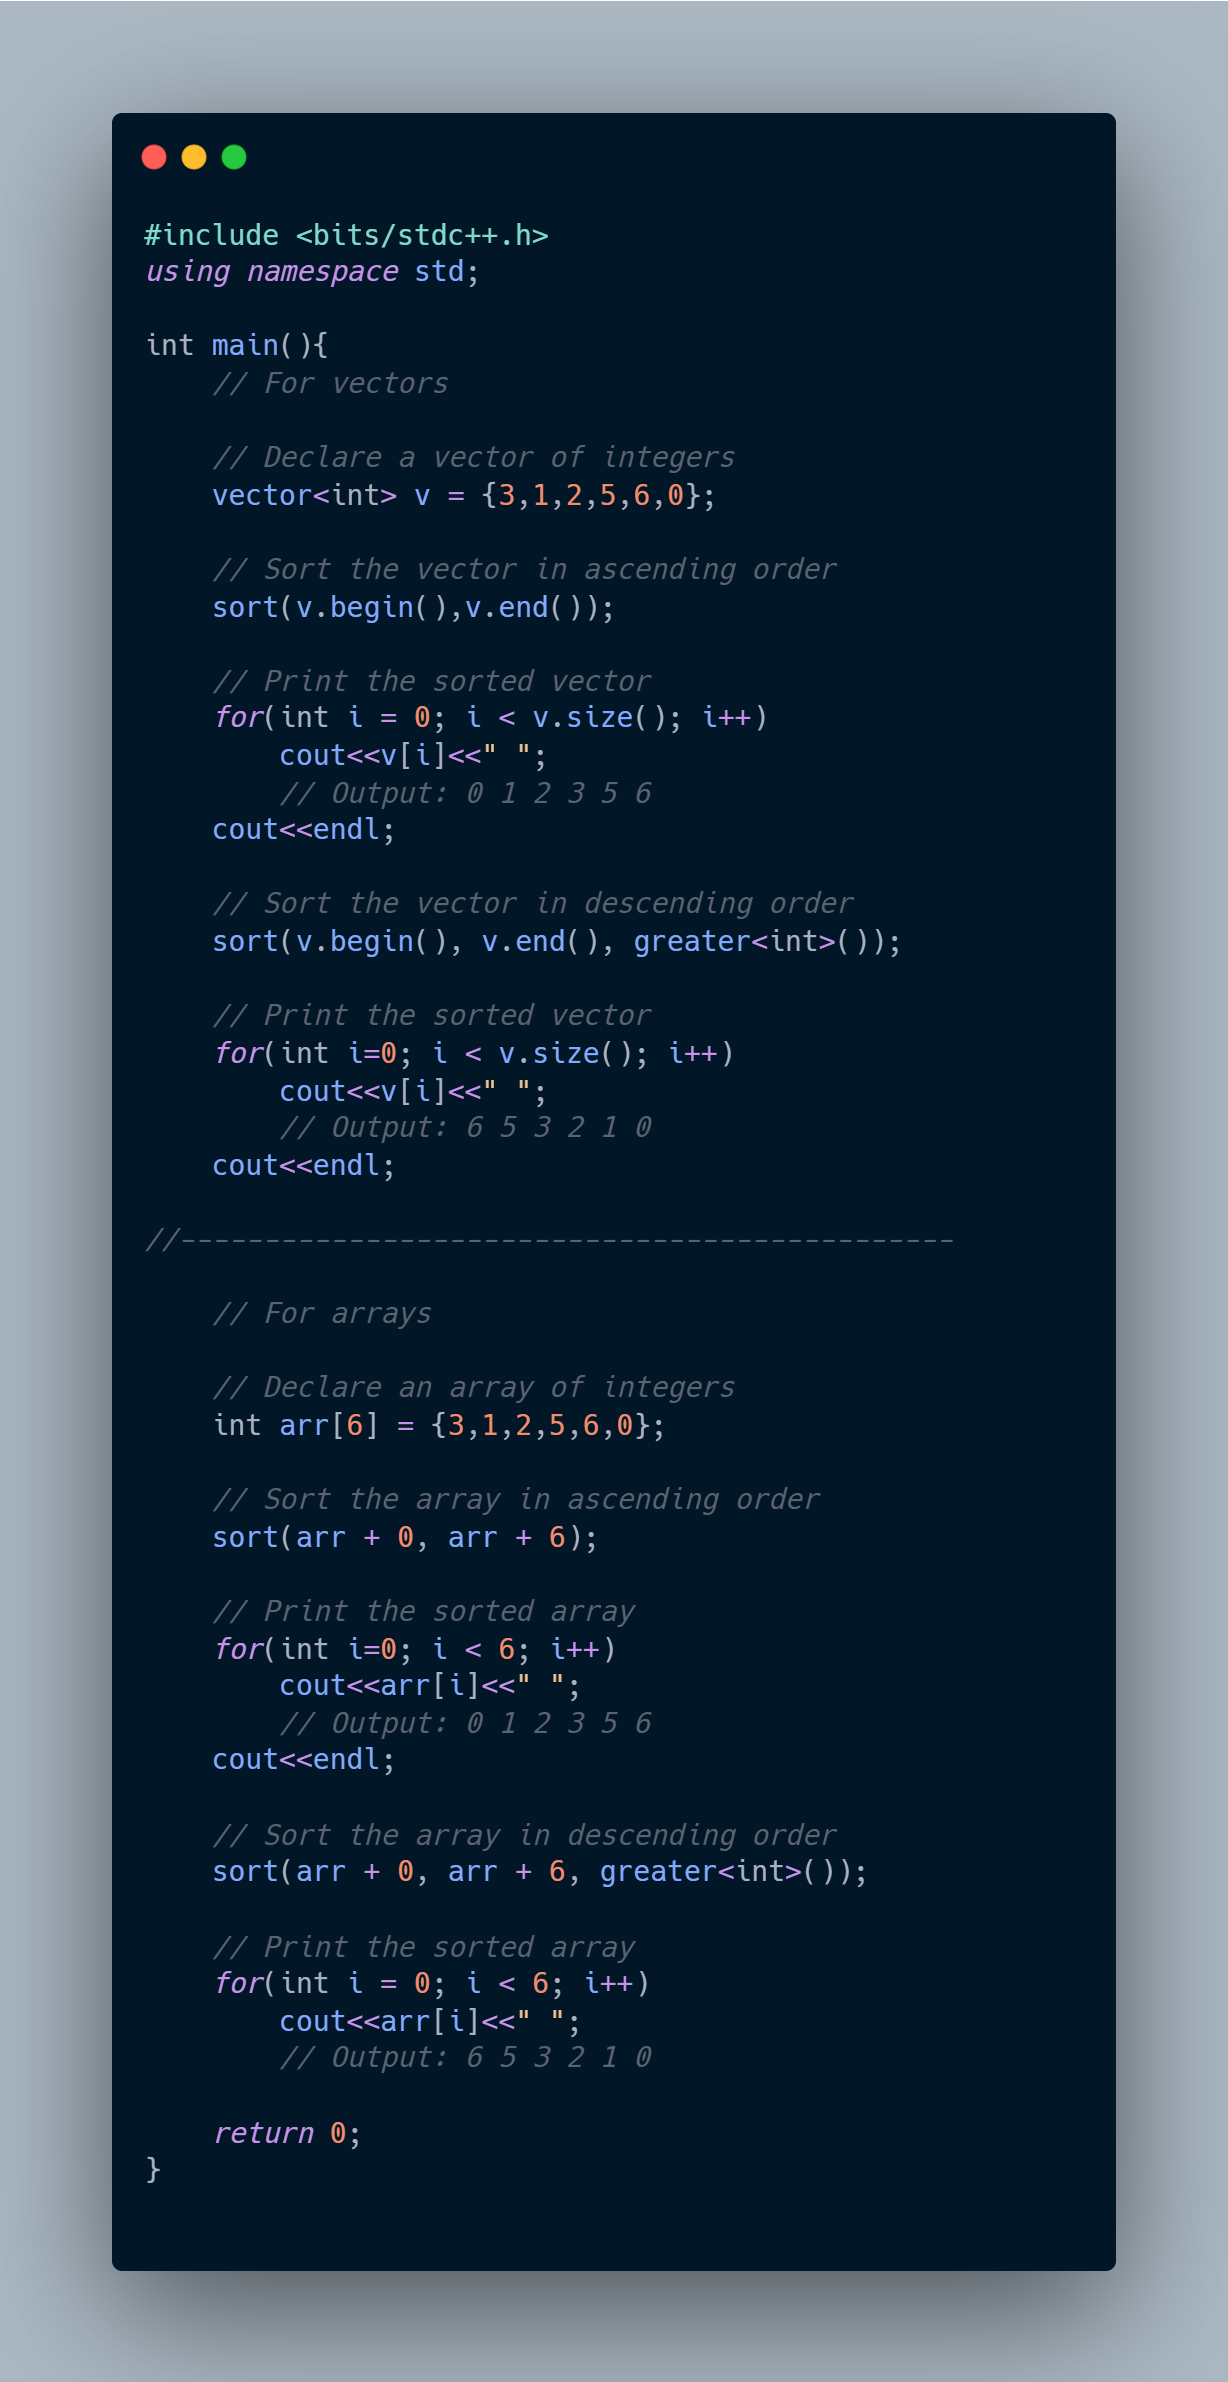 #include <bits/stdc++.h>
using namespace std;
int main(){
// For vectors
// Declare a vector of integers
vector<int> v = {3,1,2,5,6,0};
// Sort the vector in ascending order
sort(v.begin(),v.end());
// Print the sorted vector
for(int i = 0; i < v.size(); i++)
cout<<v[i]<<" ";
// Output: 0 1 2 3 5 6
cout<<endl;
// Sort the vector in descending order
sort(v.begin(), v.end(), greater<int>());
// Print the sorted vector
for(int i=0; i < v.size(); i++)
cout<<v[i]<<" ";
// Output: 6 5 3 2 1 0
cout<<endl;
//----------------------------------------------
// For arrays
// Declare an array of integers
int arr[6] = {3,1,2,5,6,0};
// Sort the array in ascending order
sort(arr + 0, arr + 6);
// Print the sorted array
for(int i=0; i < 6; i++)
cout<<arr[i]<<" ";
// Output: 0 1 2 3 5 6
cout<<endl;
// Sort the array in descending order
sort(arr + 0, arr + 6, greater<int>());
// Print the sorted array
for(int i = 0; i < 6; i++)
cout<<arr[i]<<" ";
// Output: 6 5 3 2 1 0
return 0;
}